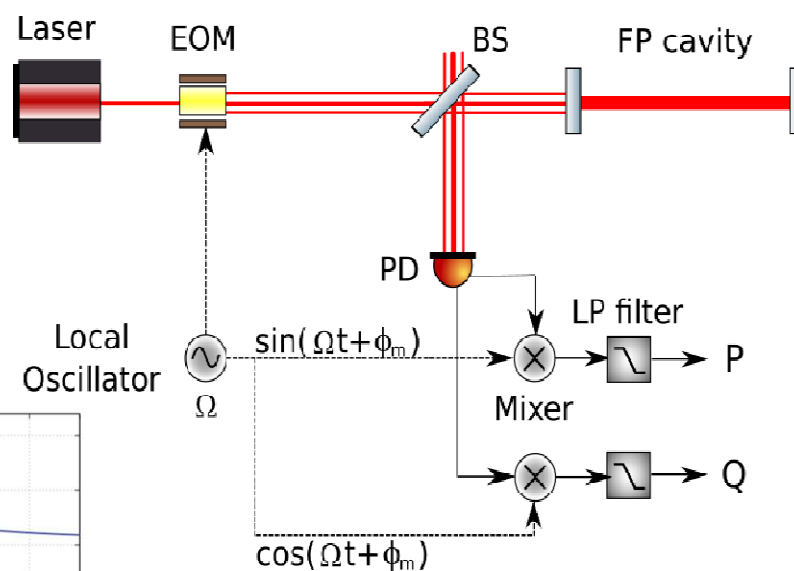 Laser
EOM
BS
FP cavity
PD
LP filter
Local
Oscillator
sin(Ωt+ϕm)
P
Ω
Mixer
Q
cos(Ωt+ϕm)